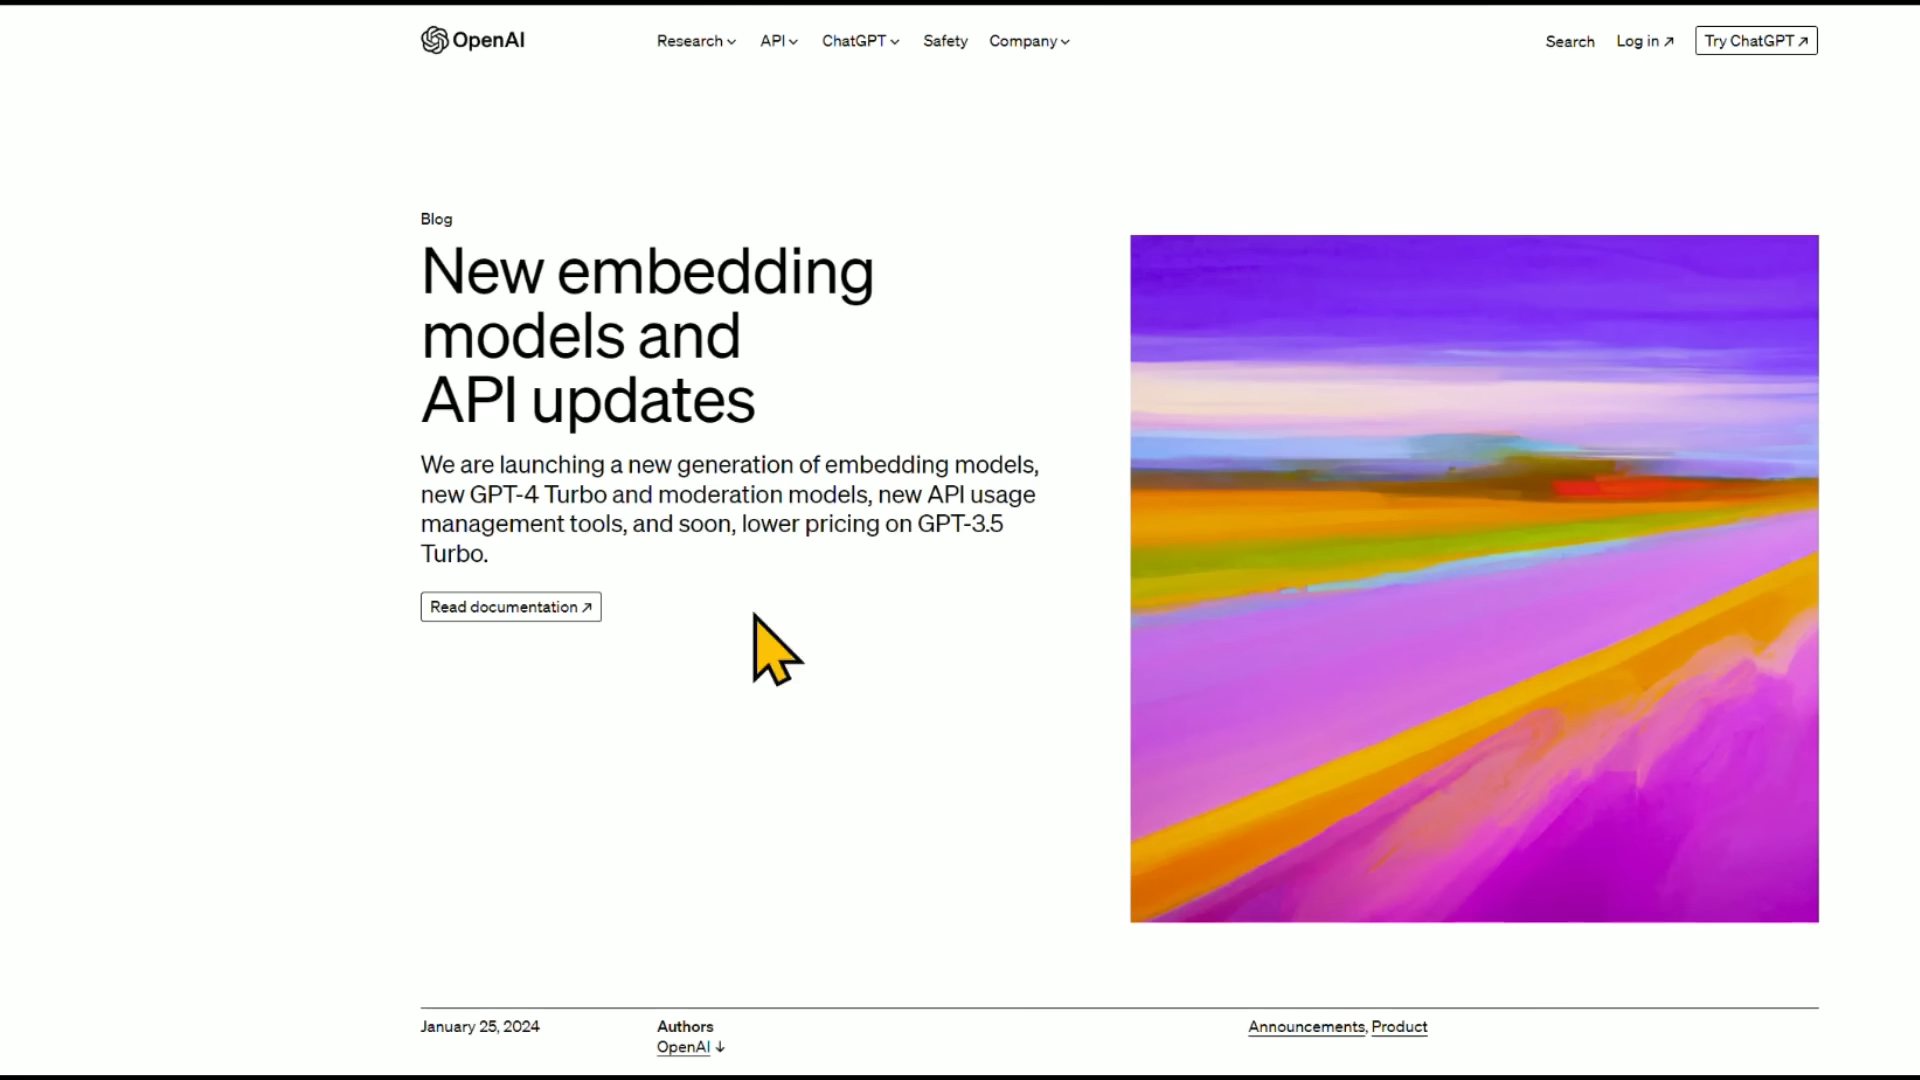 OpenAI
Research
API
ChatGPT
Safety
Company
Search
Log in ↗
Try ChatGPT ↗
Blog
New embedding
models and
API updates
We are launching a new generation of embedding models,
new GPT-4 Turbo and moderation models, new API usage
management tools, and soon, lower pricing on GPT-3.5
Turbo.
Read documentation ↗
January 25, 2024
Authors
OpenAI ↓
Announcements, Product